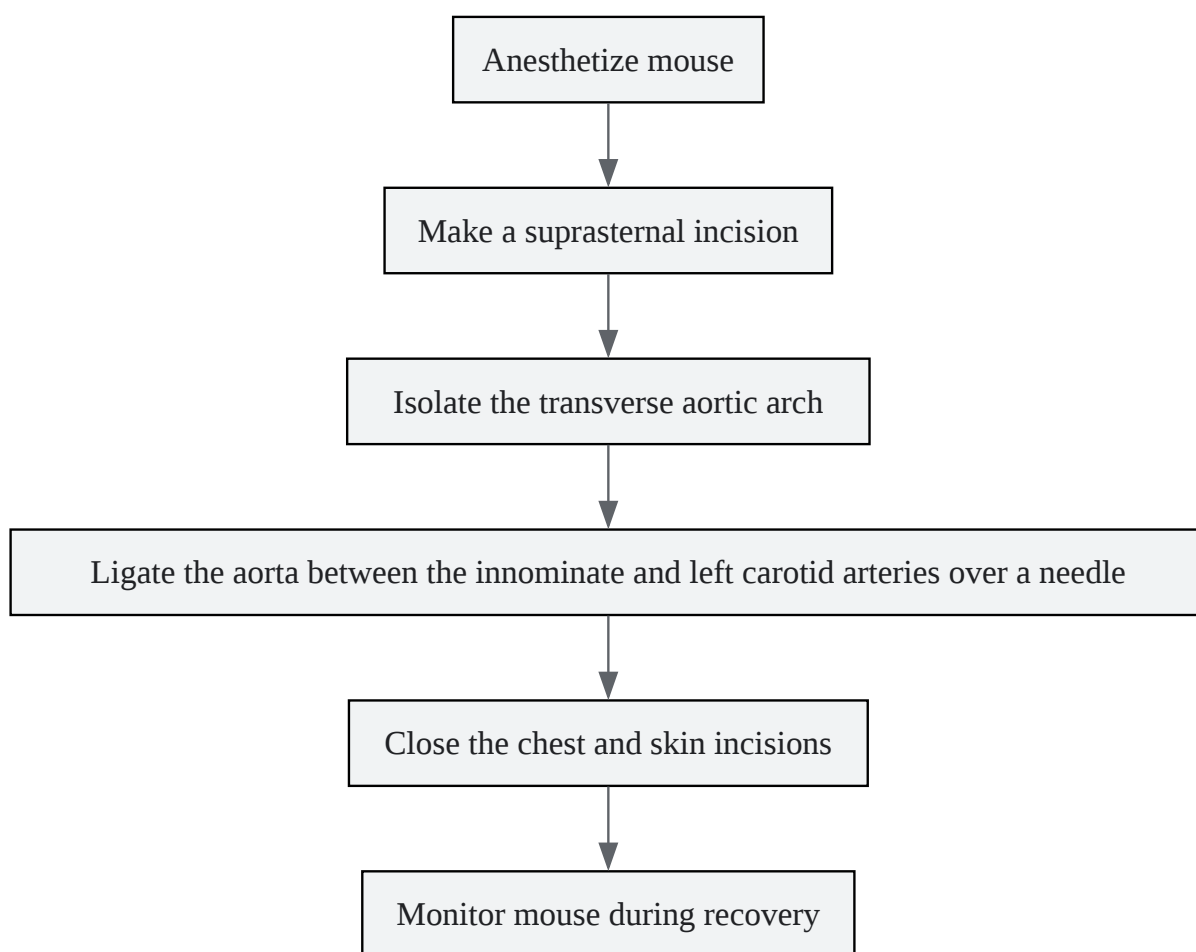 Anesthetize mouse
Make a suprasternal incision
Isolate the transverse aortic arch
Ligate the aorta between the innominate and left carotid arteries over a needle
Close the chest and skin incisions
Monitor mouse during recovery